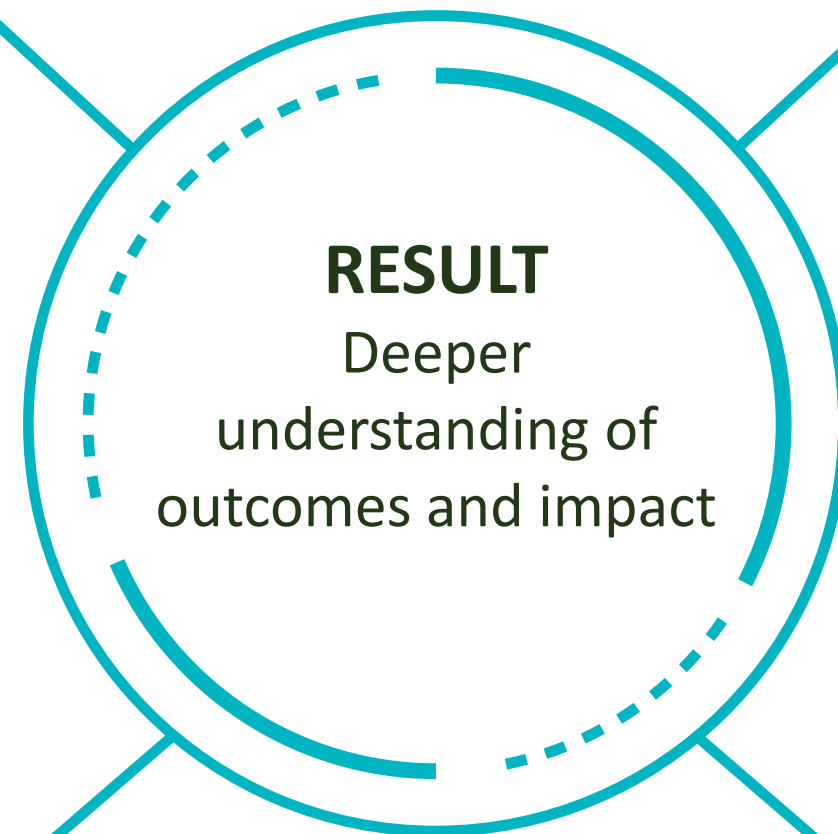 RESULT
Deeper
understanding of
outcomes and impact